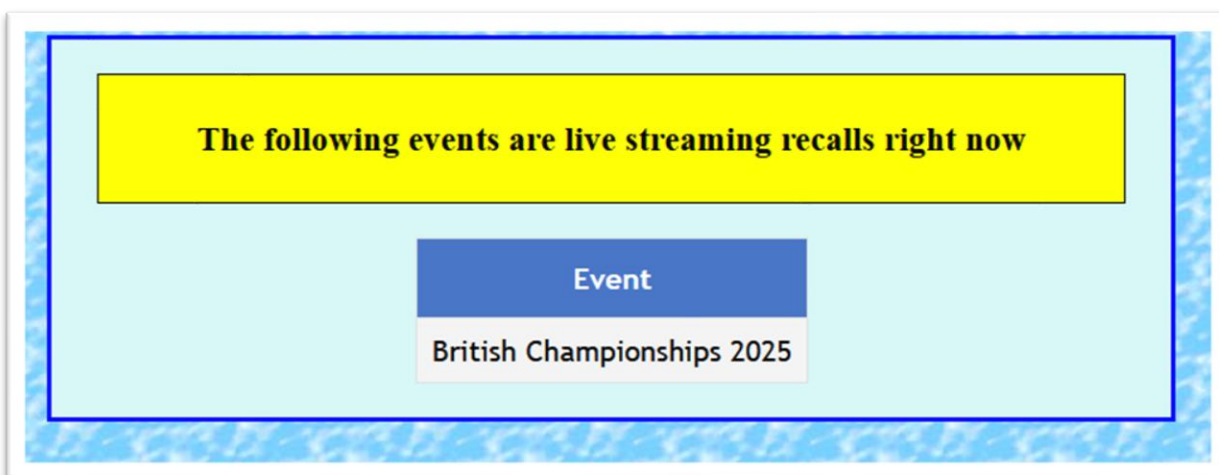 The following events are live streaming recalls right now
Event
British Championships 2025